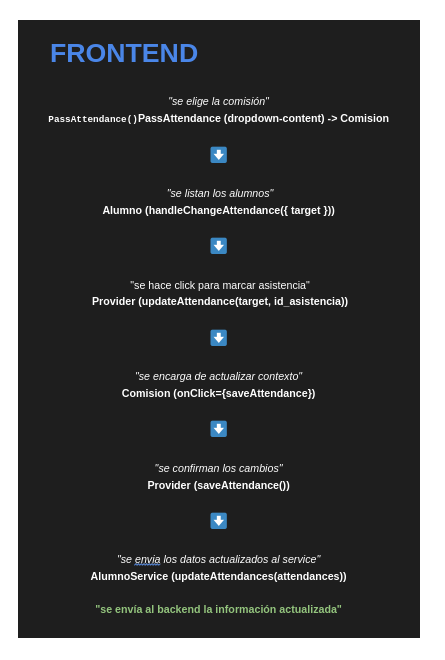 FRONTEND
"se elige la comisión"
PassAttendance()PassAttendance (dropdown-content) -> Comision
"se listan los alumnos"
Alumno (handleChangeAttendance({ target }))
"se hace click para marcar asistencia"
Provider (updateAttendance(target, id_asistencia))
"se encarga de actualizar contexto"
Comision (onClick={saveAttendance})
"se confirman los cambios"
Provider (saveAttendance())
"se envia los datos actualizados al service"
AlumnoService (updateAttendances(attendances))
"se envía al backend la información actualizada"